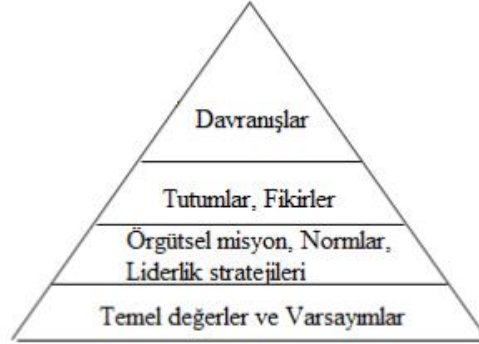 Davranışlar
Tutumlar, Fikirler
Örgütsel misyon, Normlar,
Liderlik stratejileri
Temel değerler ve Varsayımlar